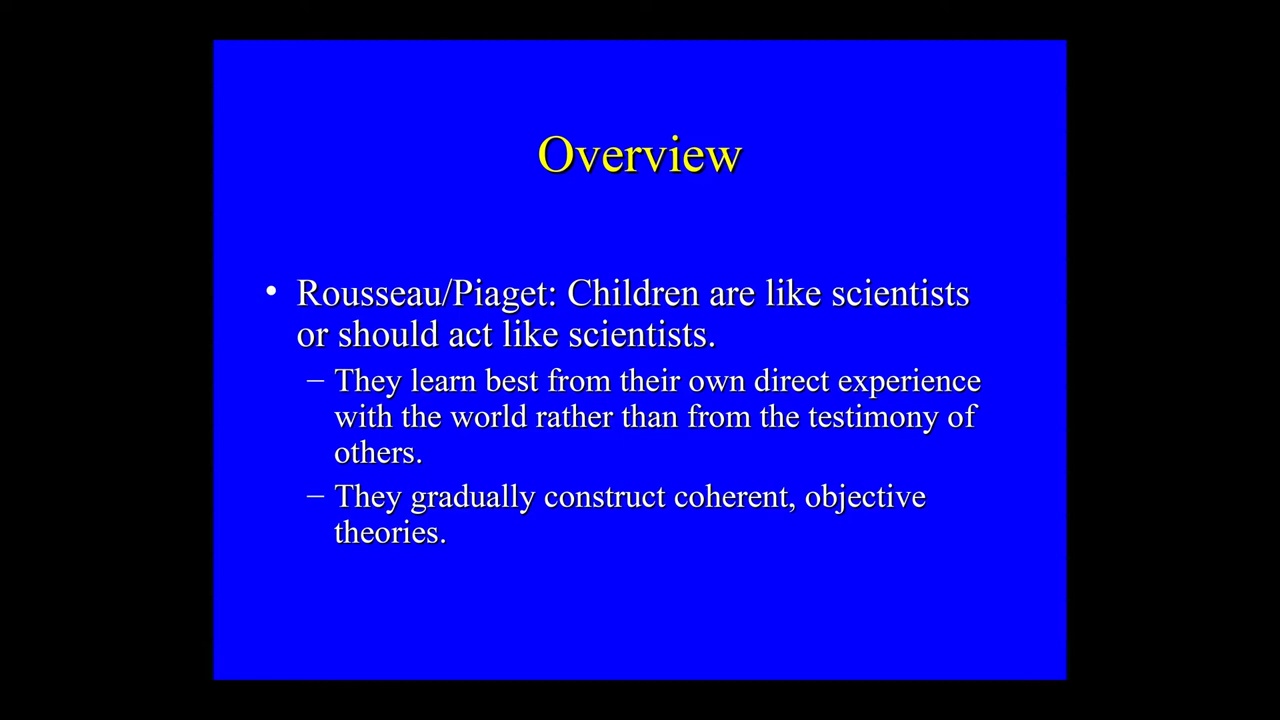 Overview
• Rousseau/Piaget: Children are like scientists
or should act like scientists.
– They learn best from their own direct experience
with the world rather than from the testimony of
others.
– They gradually construct coherent, objective
theories.